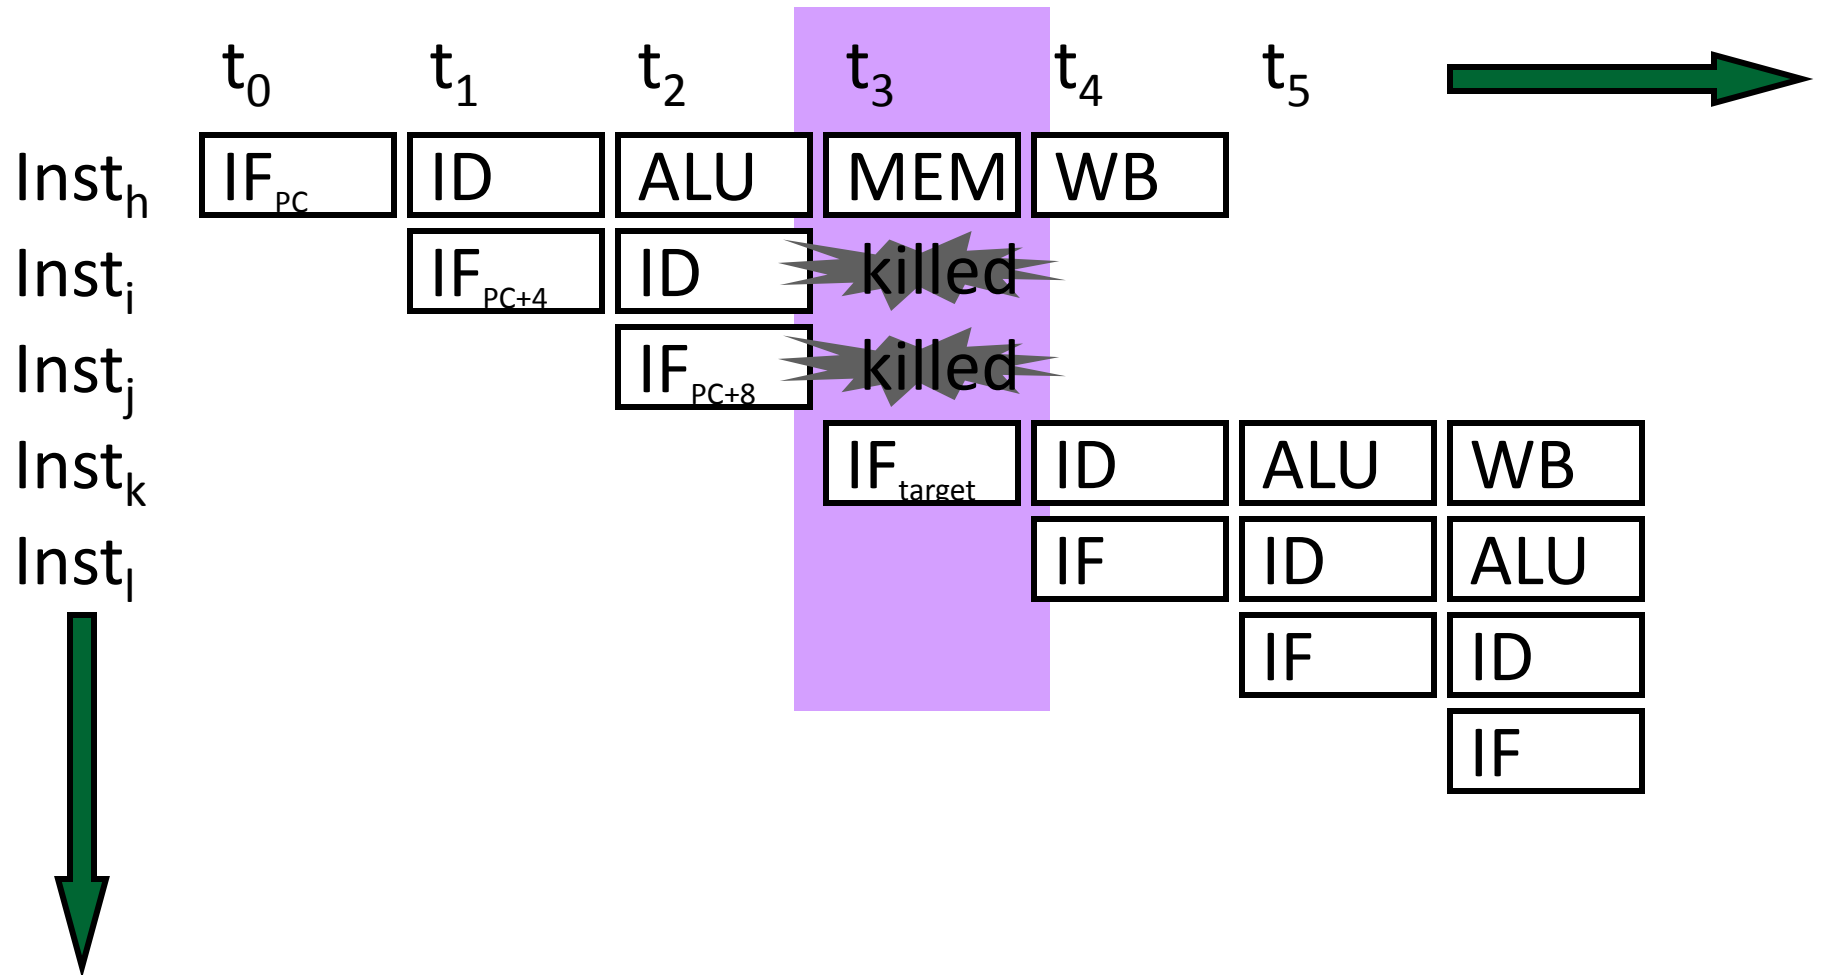 t0 t1 t2 t3 t4 t5
Insth IFPC ID ALU MEM WB
Insti IFPC+4 ID killed
Instj IFPC+8 killed
Instk IFtarget ID ALU WB
Instl IF ID ALU
IF ID
IF